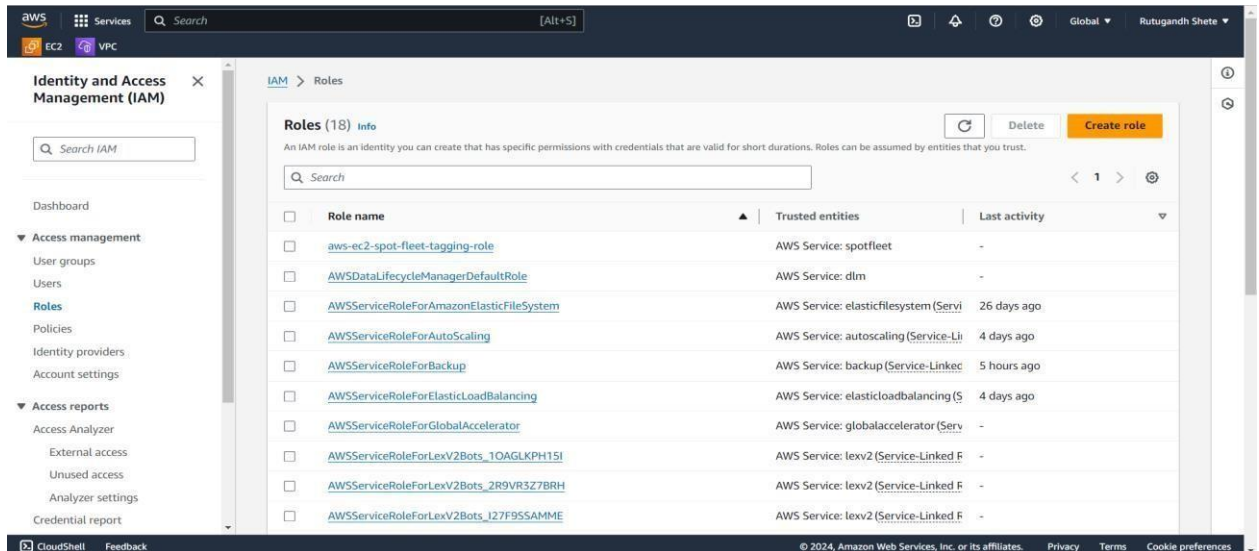 aws Services Search [Alt+S] Global Rutugandh Shete
EC2 VPC
Identity and Access
Management (IAM)
Search IAM
Dashboard
Access management
User groups
Users
Roles
Policies
Identity providers
Account settings
Access reports
Access Analyzer
External access
Unused access
Analyzer settings
Credential report
IAM > Roles
Roles (18) Info Delete Create role
An IAM role is an identity you can create that has specific permissions with credentials that are valid for short durations. Roles can be assumed by entities that you trust.
Search < 1 >
Role name Trusted entities Last activity
aws-ec2-spot-fleet-tagging-role AWS Service: spotfleet -
AWSDataLifecycleManagerDefaultRole AWS Service: dlm -
AWSServiceRoleForAmazonElasticFileSystem AWS Service: elasticfilesystem (Servi 26 days ago
AWSServiceRoleForAutoScaling AWS Service: autoscaling (Service-Li 4 days ago
AWSServiceRoleForBackup AWS Service: backup (Service-Linked 5 hours ago
AWSServiceRoleForElasticLoadBalancing AWS Service: elasticloadbalancing (S 4 days ago
AWSServiceRoleForGlobalAccelerator AWS Service: globalaccelerator (Serv -
AWSServiceRoleForLexV2Bots_1OAGLKPH15I AWS Service: lexv2 (Service-Linked R -
AWSServiceRoleForLexV2Bots_2R9VR3Z7BRH AWS Service: lexv2 (Service-Linked R -
AWSServiceRoleForLexV2Bots_I27F9SSAMME AWS Service: lexv2 (Service-Linked R -
CloudShell Feedback © 2024, Amazon Web Services, Inc. or its affiliates. Privacy Terms Cookie preferences